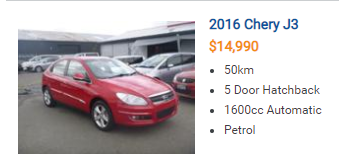 2016 Chery J3
$14,990
50km
5 Door Hatchback
1600cc Automatic
Petrol